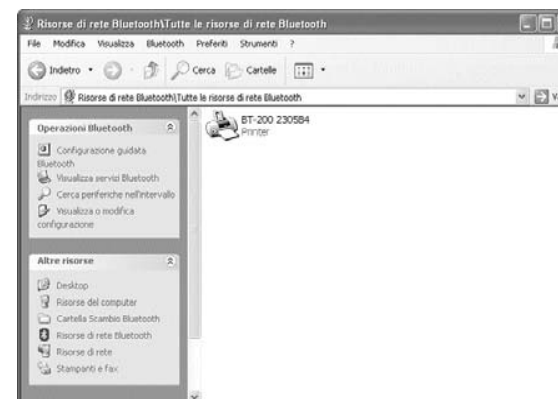 Risorse di rete Bluetooth\Tutte le risorse di rete Bluetooth
File Modifica Visualizza Bluetooth Preferiti Strumenti ?
Indietro Cerca Cartelle
Indirizzo Risorse di rete Bluetooth\Tutte le risorse di rete Bluetooth
Operazioni Bluetooth
Configurazione guidata
Bluetooth
Visualizza servizi Bluetooth
Cerca periferiche nell'intervallo
Visualizza o modifica
configurazione
Altre risorse
Desktop
Risorse del computer
Cartella Scambio Bluetooth
Risorse di rete Bluetooth
Risorse di rete
Stampanti e fax
BT-200 2305B4
Printer